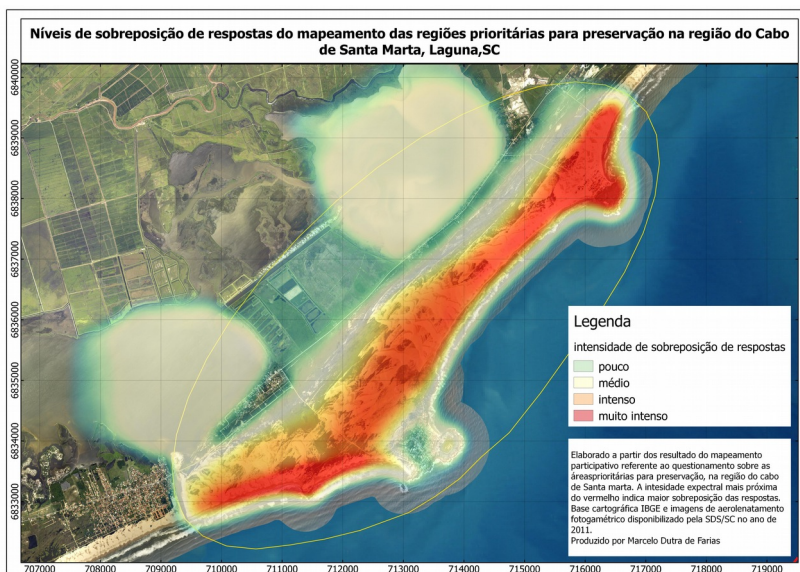 Níveis de sobreposição de respostas do mapeamento das regiões prioritárias para preservação na região do Cabo
de Santa Marta, Laguna,SC
6840000
6839000
6838000
6837000
6836000
6835000
6834000
6833000
Legenda
intensidade de sobreposição de respostas
pouco
médio
intenso
muito intenso
Elaborado a partir dos resultado do mapeamento
participativo referente ao questionamento sobre as
áreasprioritárias para preservação, na região do cabo
de Santa marta. A intesidade expectral mais próxima
do vermelho indica maior sobreposição das respostas.
Base cartográfica IBGE e imagens de aerolenatamento
fotogamétrico disponibilizado pela SDS/SC no ano de
2011.
Produzido por Marcelo Dutra de Farias
707000 708000 709000 710000 711000 712000 713000 714000 715000 716000 717000 718000 719000